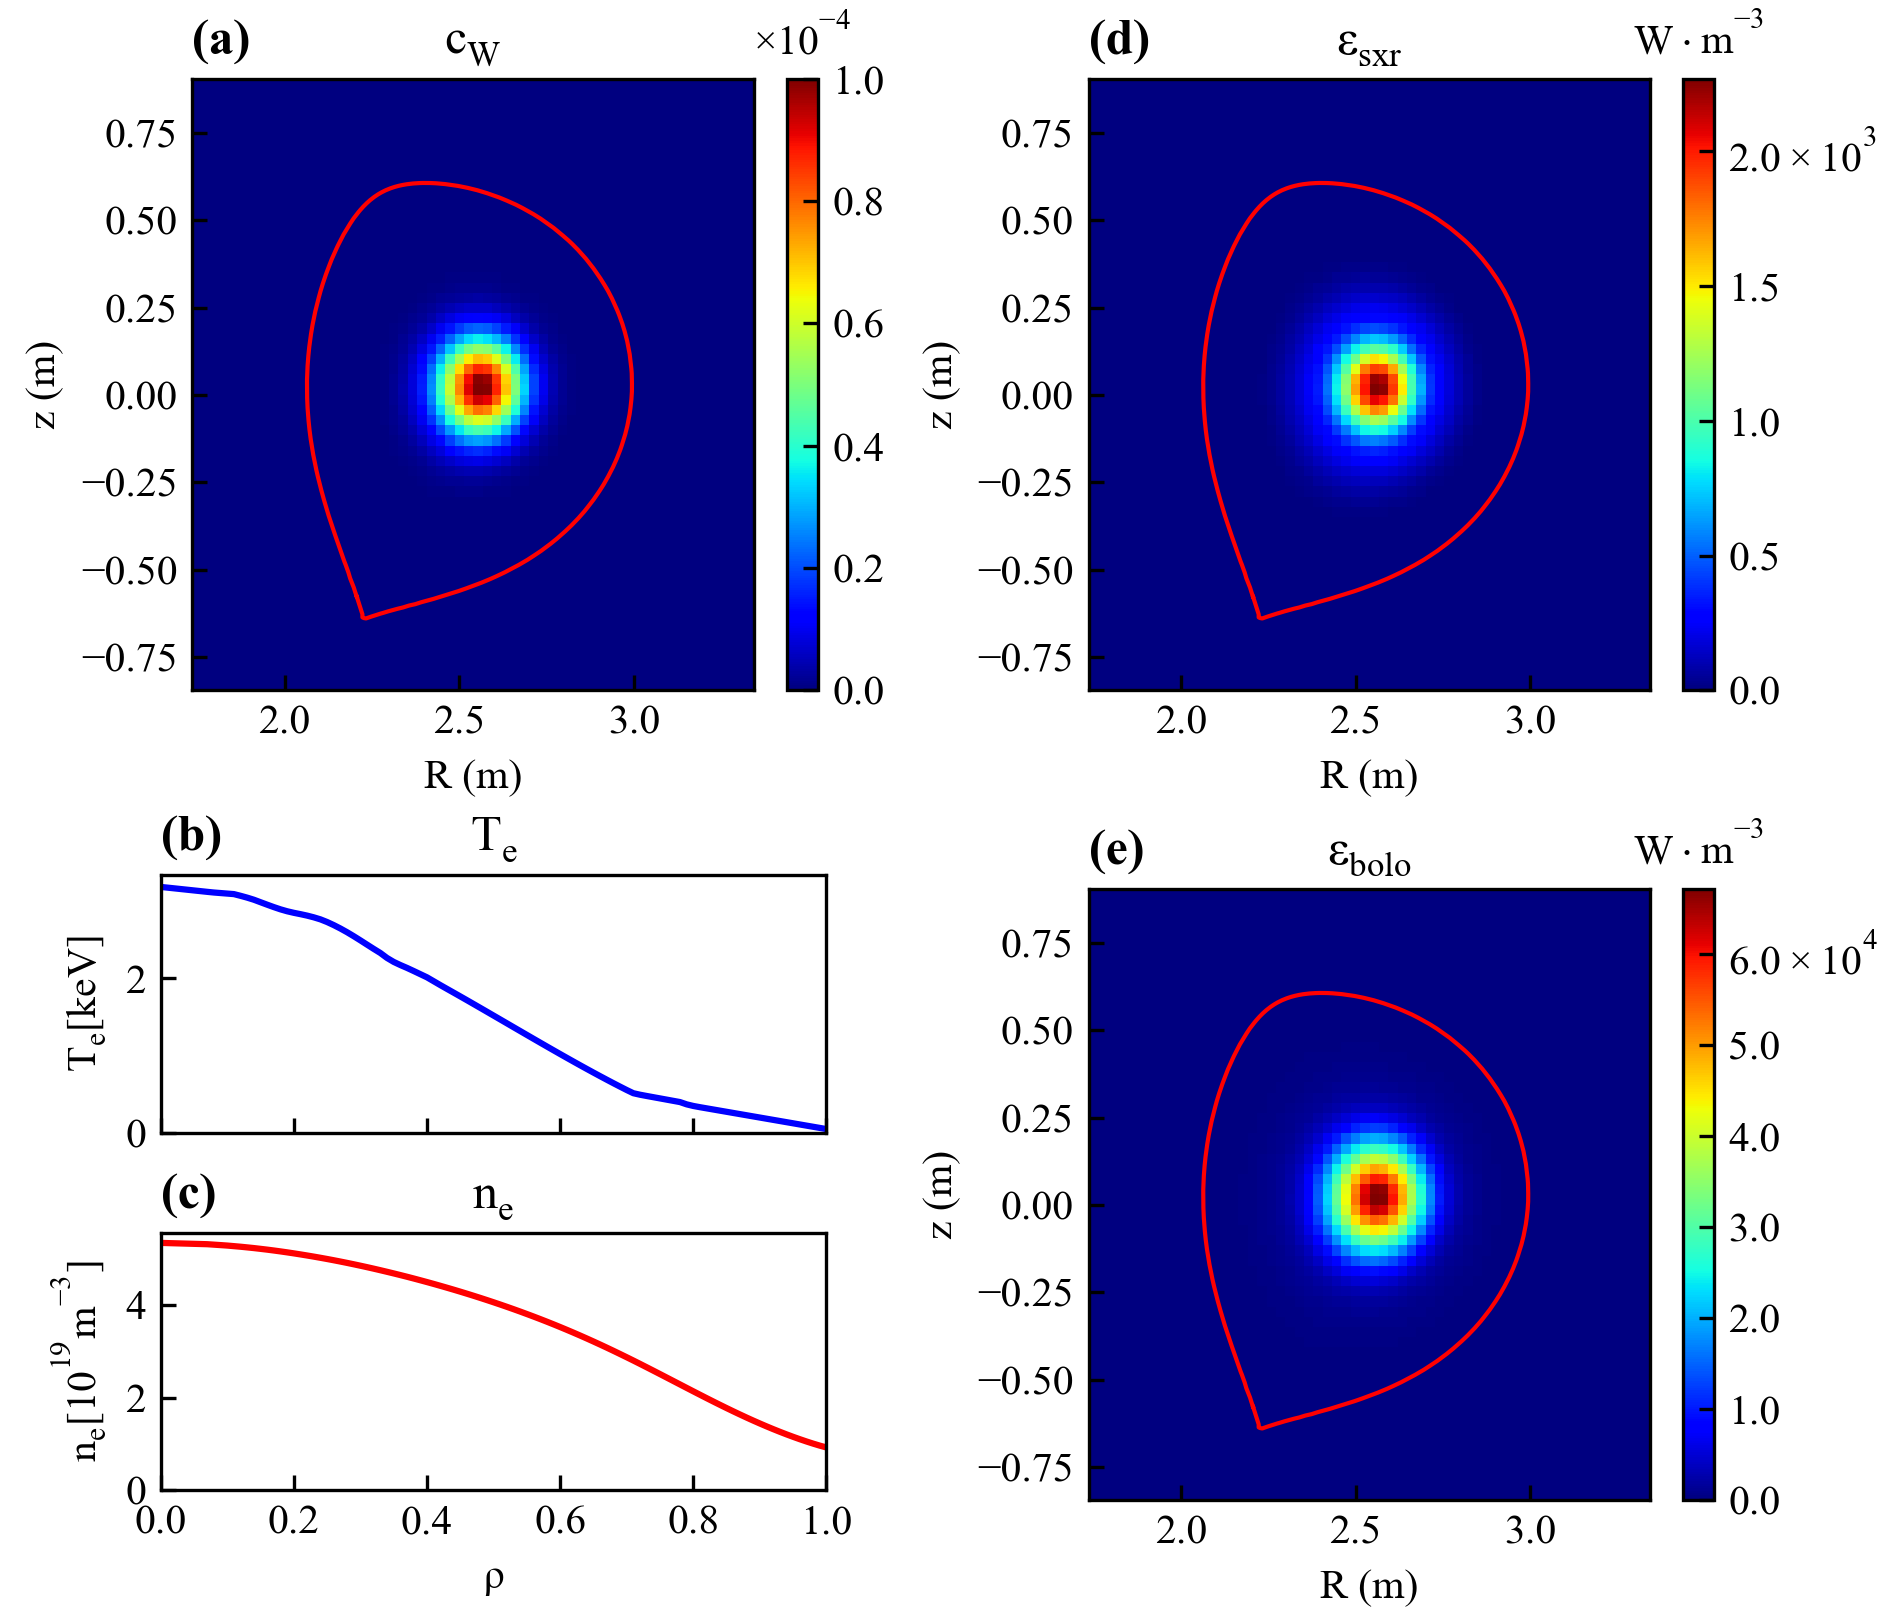 (a) c_W ×10⁻⁴
0.75
0.50
0.25
0.00
−0.25
−0.50
−0.75
z (m)
2.0 2.5 3.0
R (m)
1.0
0.8
0.6
0.4
0.2
0.0
(b) T_e
T_e[keV]
2
0
(c) n_e
n_e[10¹⁹ m⁻³]
4
2
0
0.0 0.2 0.4 0.6 0.8 1.0
ρ
(d) ε_sxr W · m⁻³
0.75
0.50
0.25
0.00
−0.25
−0.50
−0.75
z (m)
2.0 2.5 3.0
R (m)
2.0 × 10³
1.5
1.0
0.5
0.0
(e) ε_bolo W · m⁻³
0.75
0.50
0.25
0.00
−0.25
−0.50
−0.75
z (m)
2.0 2.5 3.0
R (m)
6.0 × 10⁴
5.0
4.0
3.0
2.0
1.0
0.0